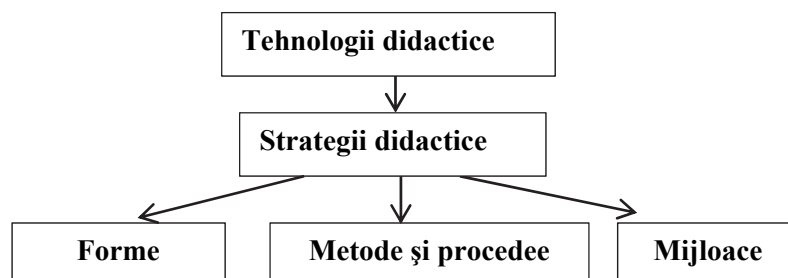 Tehnologii didactice
Strategii didactice
Forme
Metode şi procedee
Mijloace